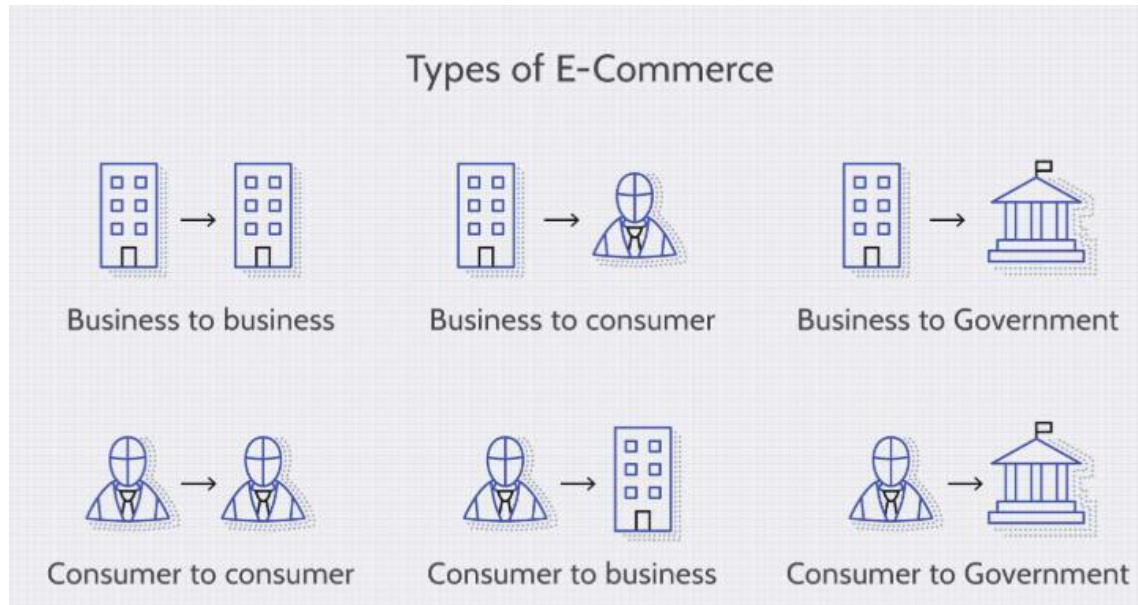 Types of E-Commerce
Business to business
Business to consumer
Business to Government
Consumer to consumer
Consumer to business
Consumer to Government